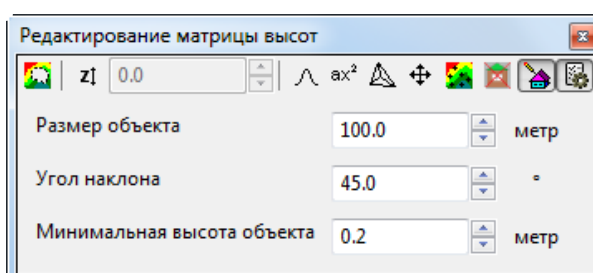 Редактирование матрицы высот
z 0.0 ax²
Размер объекта 100.0 метр
Угол наклона 45.0 °
Минимальная высота объекта 0.2 метр